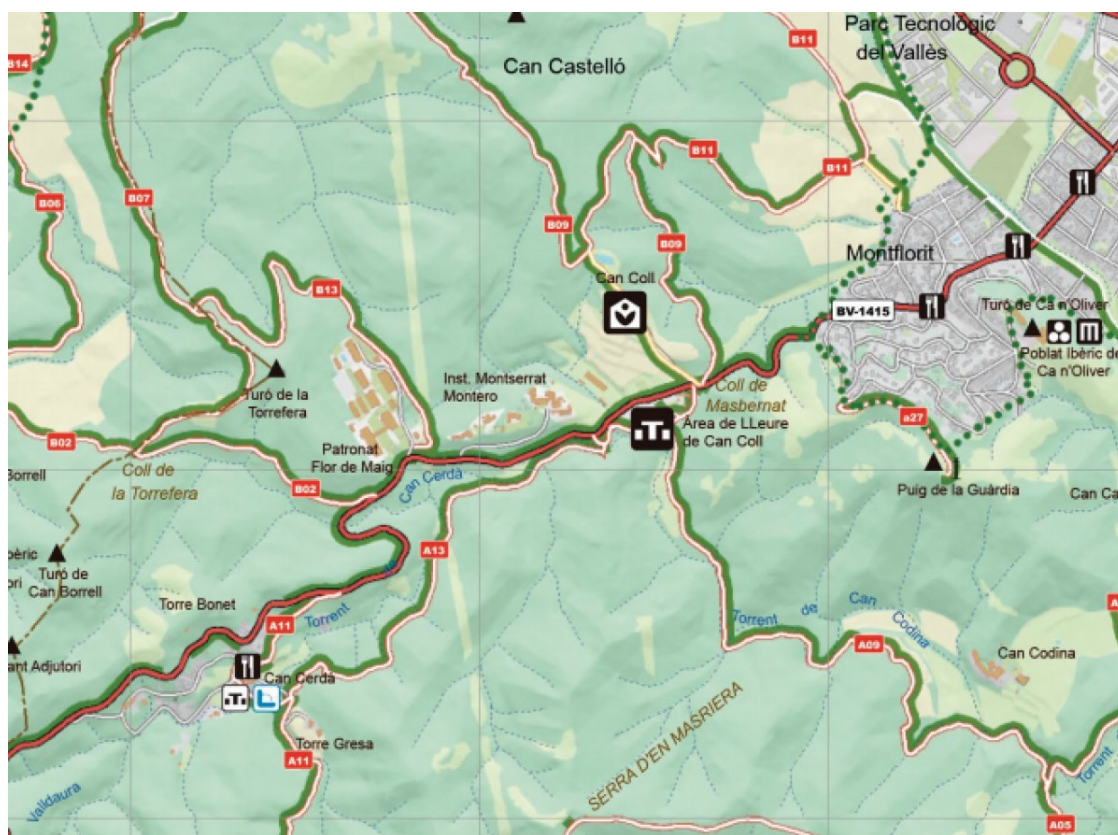 Parc Tecnològic
del Vallès
B11
Can Castelló
B14
B11
B11
B07
B06
B09
B09
Montflorit
Can Coll
B13
BV-1415
Turó de Ca n'Oliver
Poblat Ibèric de
Ca n'Oliver
Turó de la
Torrefera
Inst. Montserrat
Montero
Coll de
Masbernat
Àrea de LLeure
de Can Coll
a27
B02
Patronat
Flor de Maig
Coll de
la Torrefera
Borrell
B02
Can Cerdà
Puig de la Guàrdia
Can Ca
A13
Turó de
Can Borrell
Torre Bonet
A11
Torrent
Torrent de Can Codina
A09
Can Codina
ant Adjutori
Can Cerdà
SERRA D'EN MASRIERA
Torre Gresa
A11
Torrent
Valldaura
A05